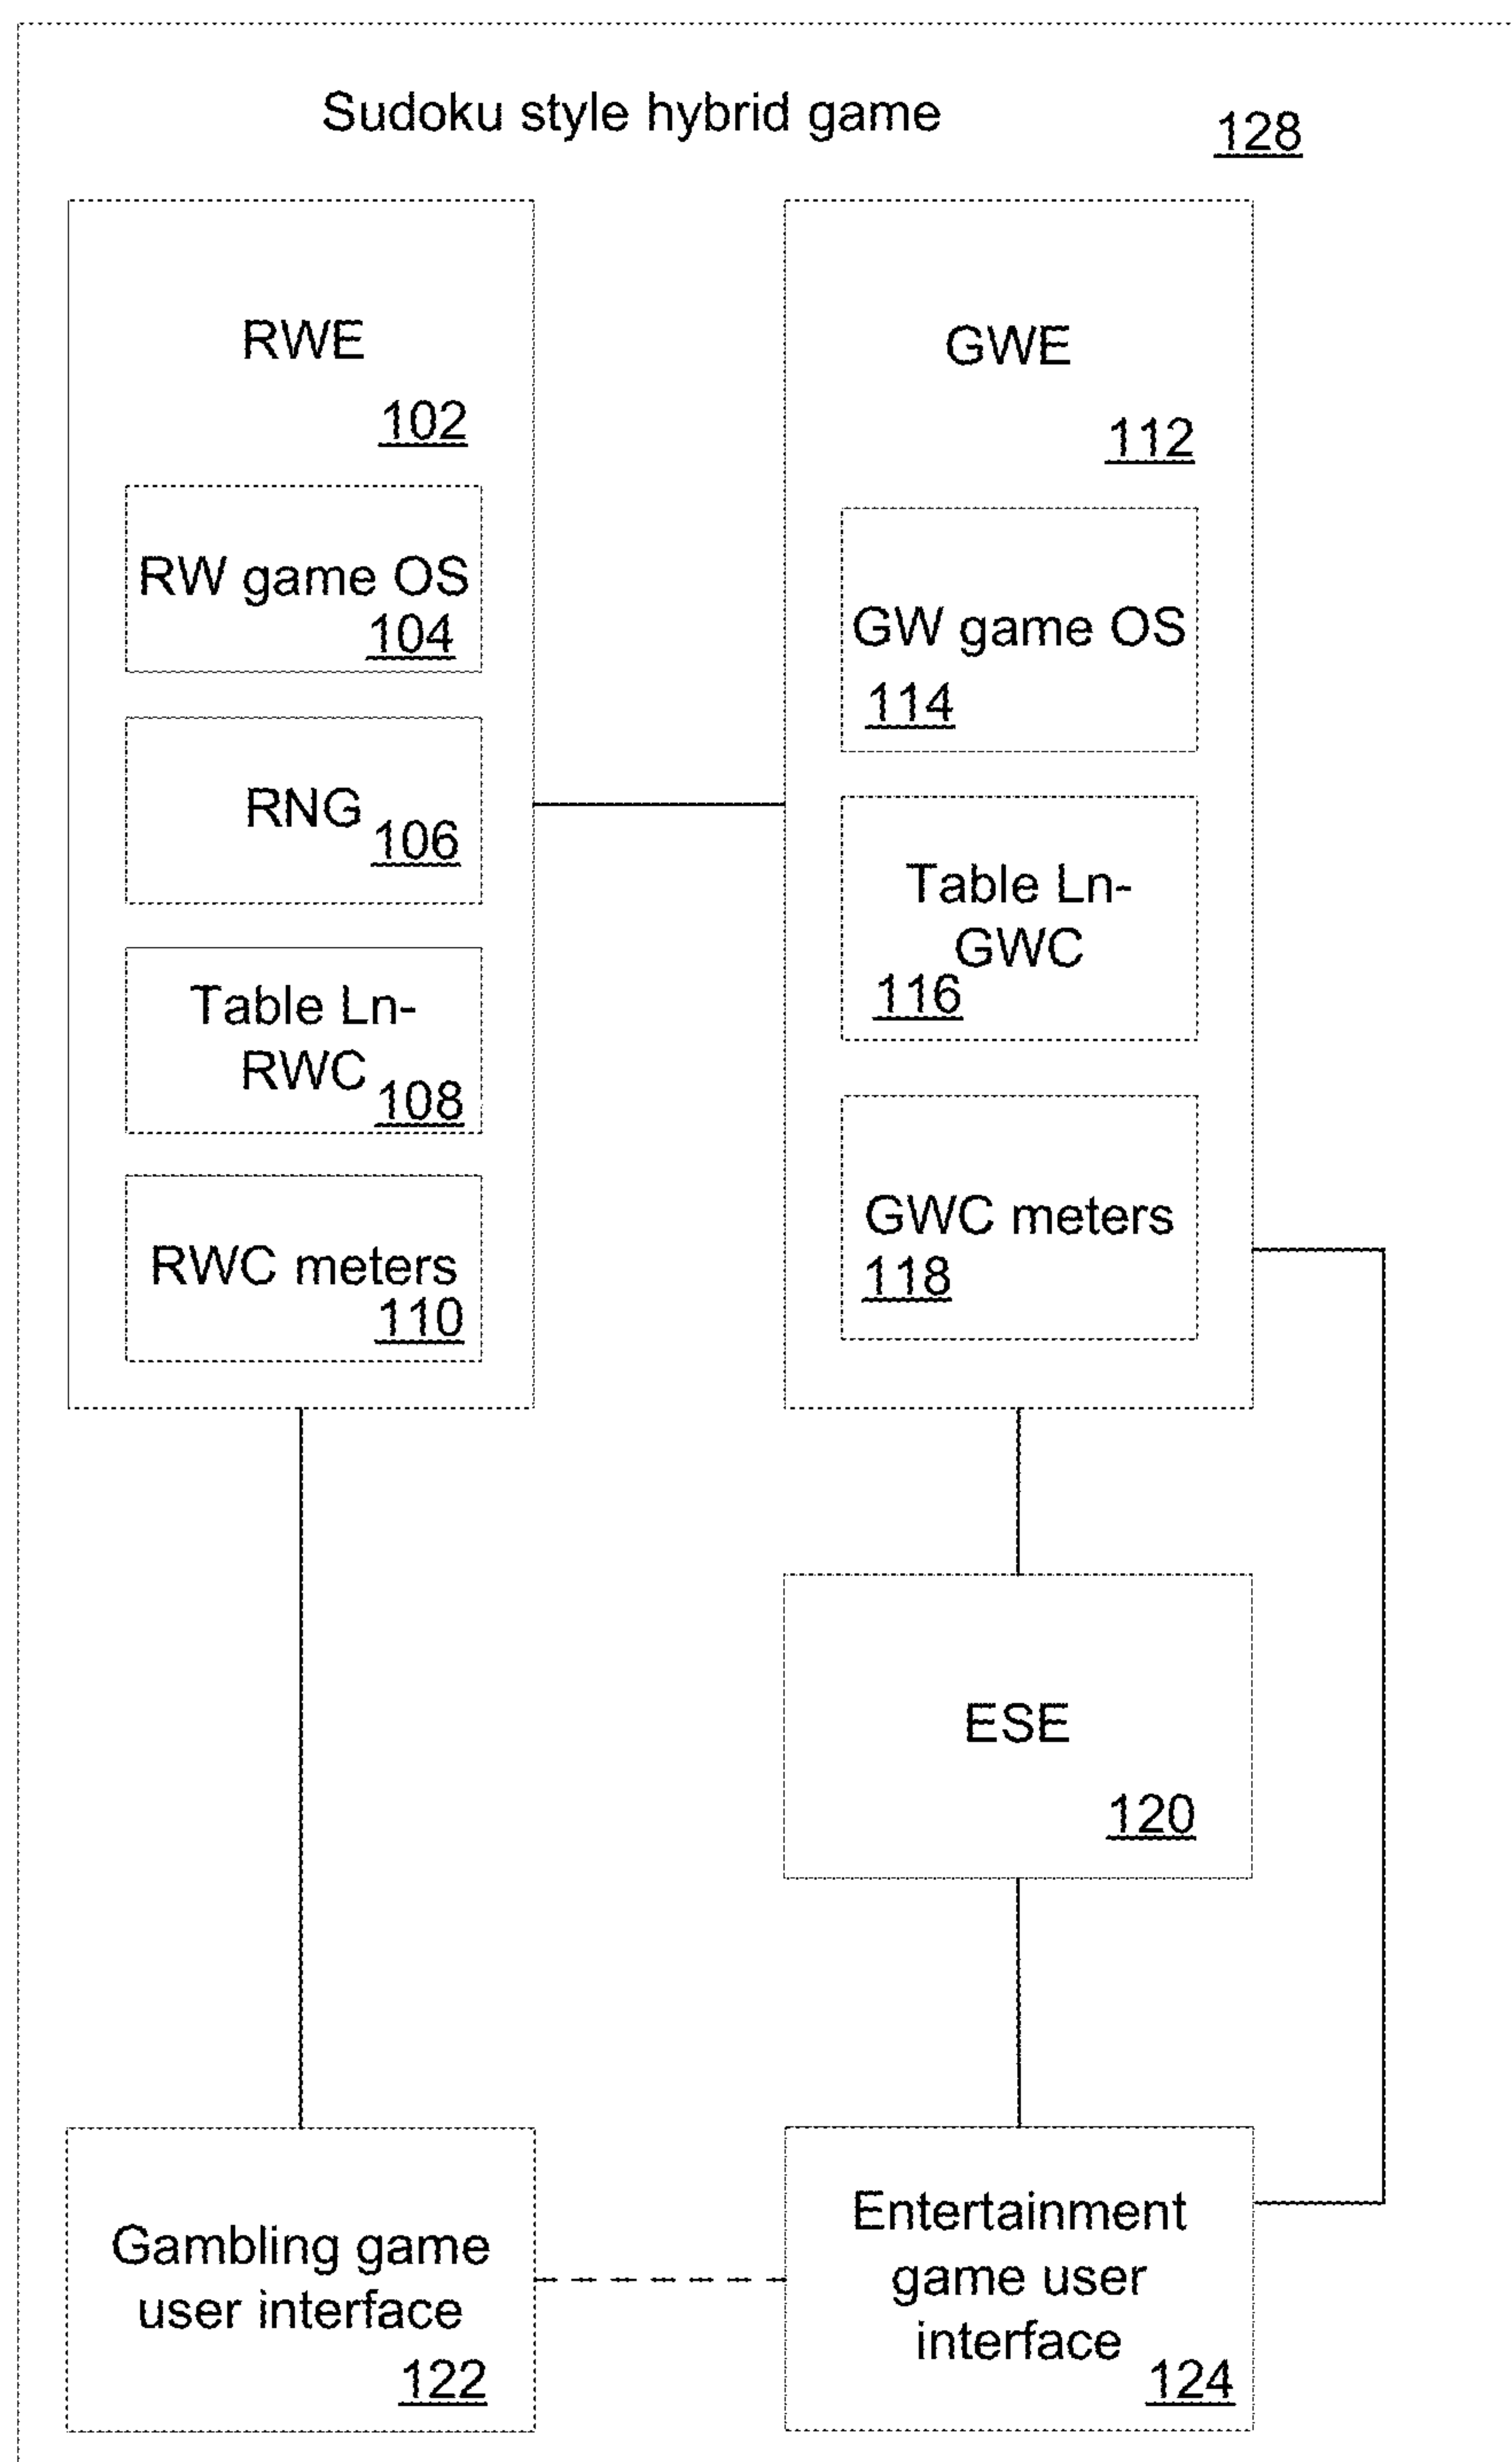 Sudoku style hybrid game
128
RWE
102
RW game OS
104
RNG
106
Table Ln-
RWC
108
RWC meters
110
GWE
112
GW game OS
114
Table Ln-
GWC
116
GWC meters
118
ESE
120
Gambling game
user interface
122
Entertainment
game user
interface
124